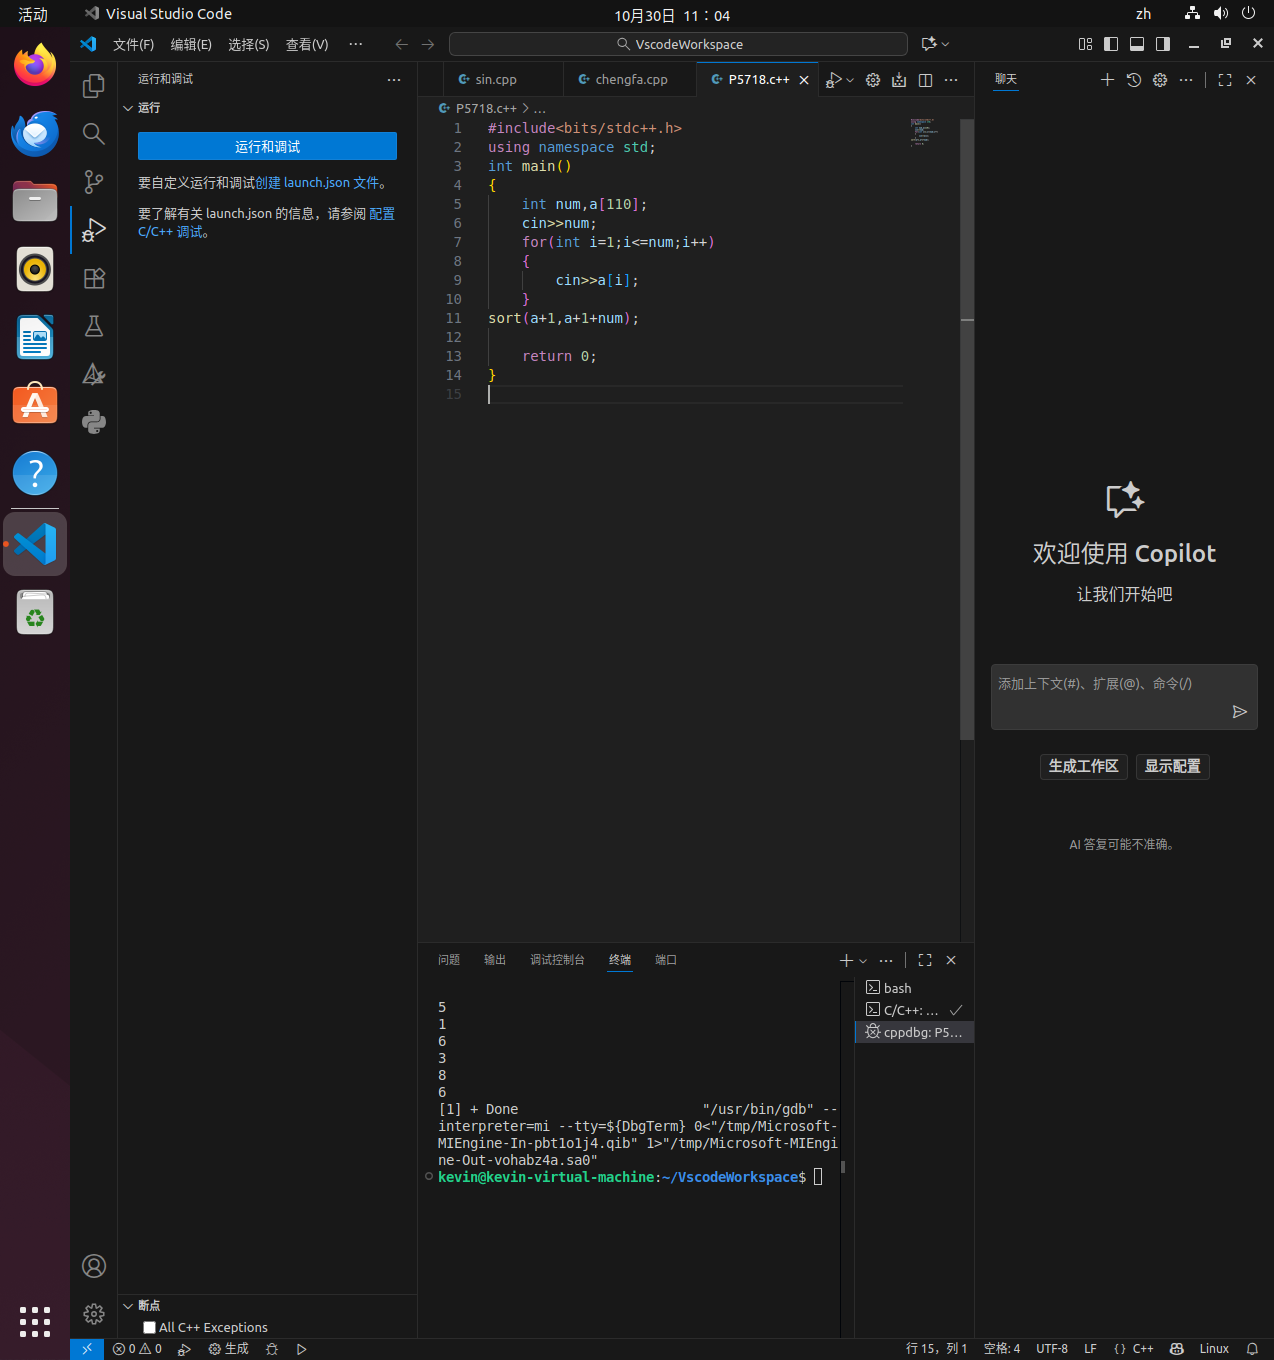 活动
Visual Studio Code
10月30日 11：04
zh
文件(F)
编辑(E)
选择(S)
查看(V)
VscodeWorkspace
运行和调试
sin.cpp
chengfa.cpp
P5718.c++
聊天
运行
P5718.c++ > ...
运行和调试
要自定义运行和调试创建 launch.json 文件。
要了解有关 launch.json 的信息，请参阅 配置
C/C++ 调试。
1 #include<bits/stdc++.h>
2 using namespace std;
3 int main()
4 {
5     int num,a[110];
6     cin>>num;
7     for(int i=1;i<=num;i++)
8     {
9         cin>>a[i];
10     }
11 sort(a+1,a+1+num);
12
13     return 0;
14 }
15
欢迎使用 Copilot
让我们开始吧
添加上下文(#)、扩展(@)、命令(/)
生成工作区
显示配置
AI 答复可能不准确。
问题
输出
调试控制台
终端
端口
5
1
6
3
8
6
[1] + Done                       "/usr/bin/gdb" --
interpreter=mi --tty=${DbgTerm} 0<"/tmp/Microsoft-
MIEngine-In-pbt1o1j4.qib" 1>"/tmp/Microsoft-MIEngi
ne-Out-vohabz4a.sa0"
kevin@kevin-virtual-machine:~/VscodeWorkspace$
bash
C/C++: ...
cppdbg: P5...
断点
All C++ Exceptions
0
0
生成
行 15，列 1
空格: 4
UTF-8
LF
{} C++
Linux